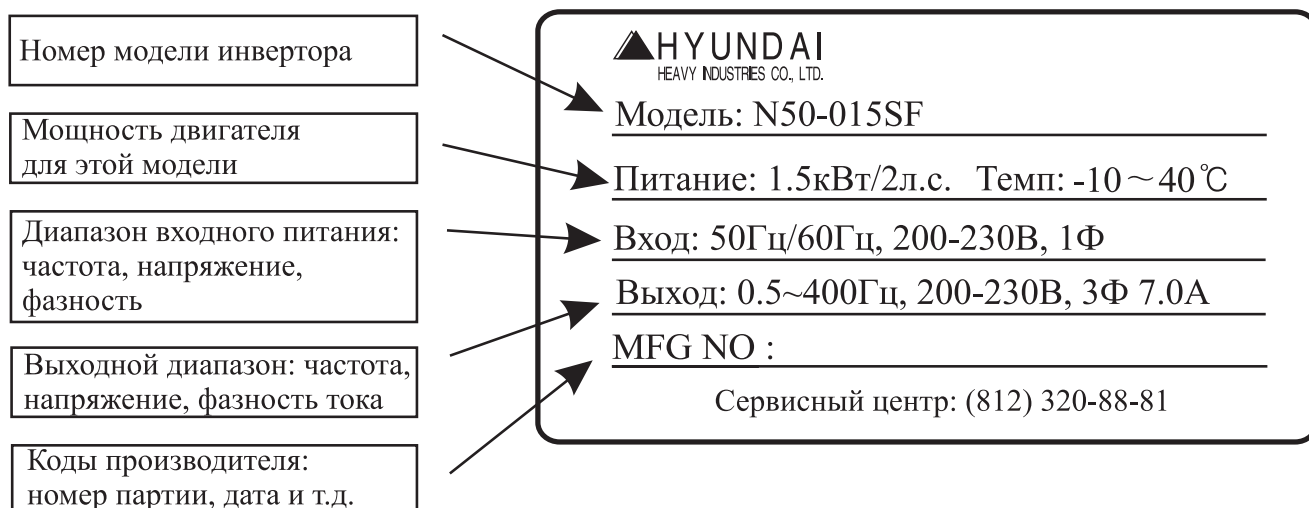 Номер модели инвертора
Мощность двигателя
для этой модели
Диапазон входного питания:
частота, напряжение,
фазность
Выходной диапазон: частота,
напряжение, фазность тока
Коды производителя:
номер партии, дата и т.д.
HYUNDAI
HEAVY INDUSTRIES CO., LTD.
Модель: N50-015SF
Питание: 1.5кВт/2л.с. Темп: -10～40℃
Вход: 50Гц/60Гц, 200-230В, 1Ф
Выход: 0.5~400Гц, 200-230В, 3Ф 7.0А
MFG NO :
Сервисный центр: (812) 320-88-81